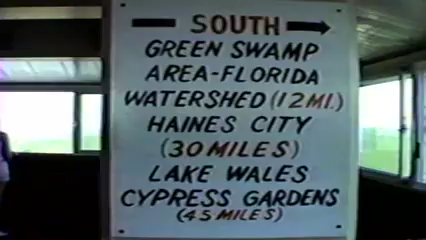 SOUTH
GREEN SWAMP
AREA-FLORIDA
WATERSHED (12 MI.)
HAINES CITY
(30 MILES)
LAKE WALES
CYPRESS GARDENS
(45 MILES)